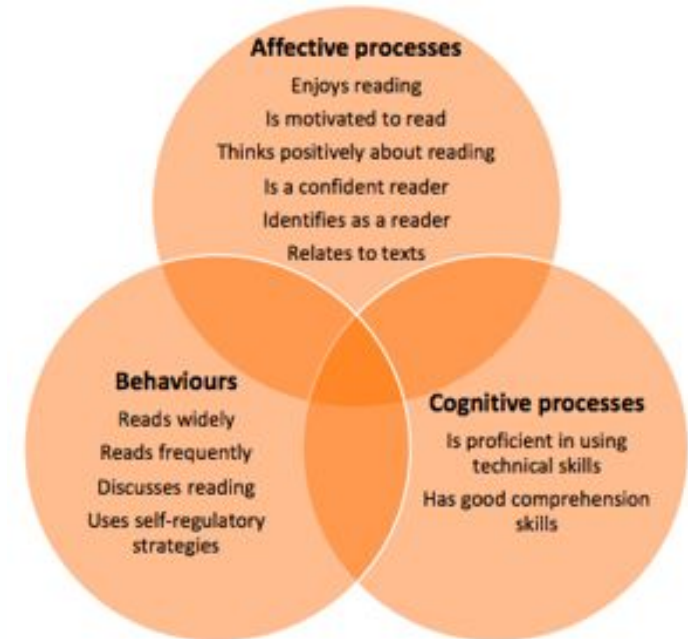 Affective processes
Enjoys reading
Is motivated to read
Thinks positively about reading
Is a confident reader
Identifies as a reader
Relates to texts
Behaviours
Reads widely
Reads frequently
Discusses reading
Uses self-regulatory
strategies
Cognitive processes
Is proficient in using
technical skills
Has good comprehension
skills